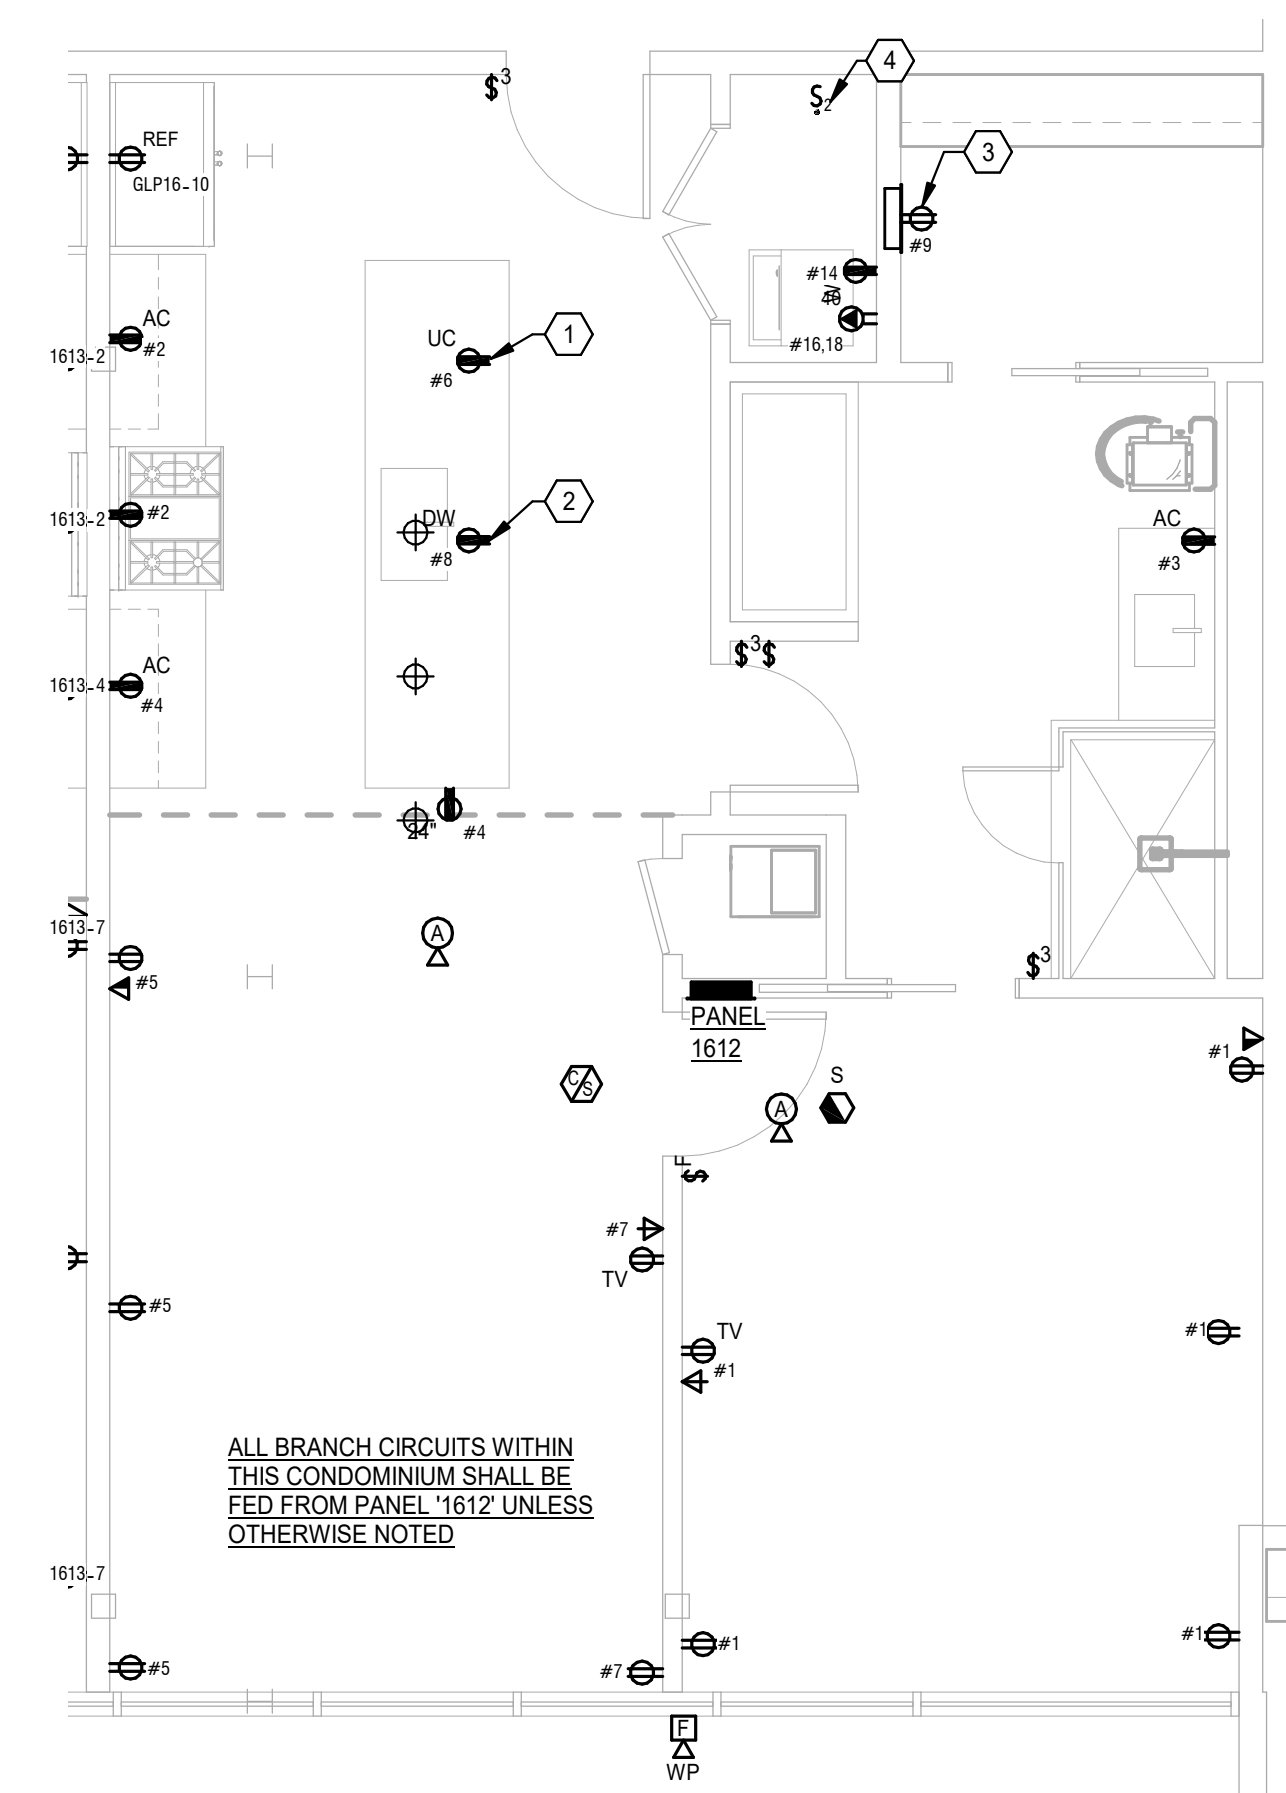 $3
4
S2
REF
3
GLP16-10
#9
#14
40
AC
#2
1613-2
UC
1
#6
#16,18
DW
2
#2
1613-2
#8
AC
#3
AC
1613-4
#4
$3$
24"
#4
1613-7
A
#5
$3
PANEL
1612
#1
C/S
S
A
F
$
#7
TV
#5
TV
#1
#1
ALL BRANCH CIRCUITS WITHIN
THIS CONDOMINIUM SHALL BE
FED FROM PANEL '1612' UNLESS
OTHERWISE NOTED
1613-7
#1
#1
#5
#7
F
WP